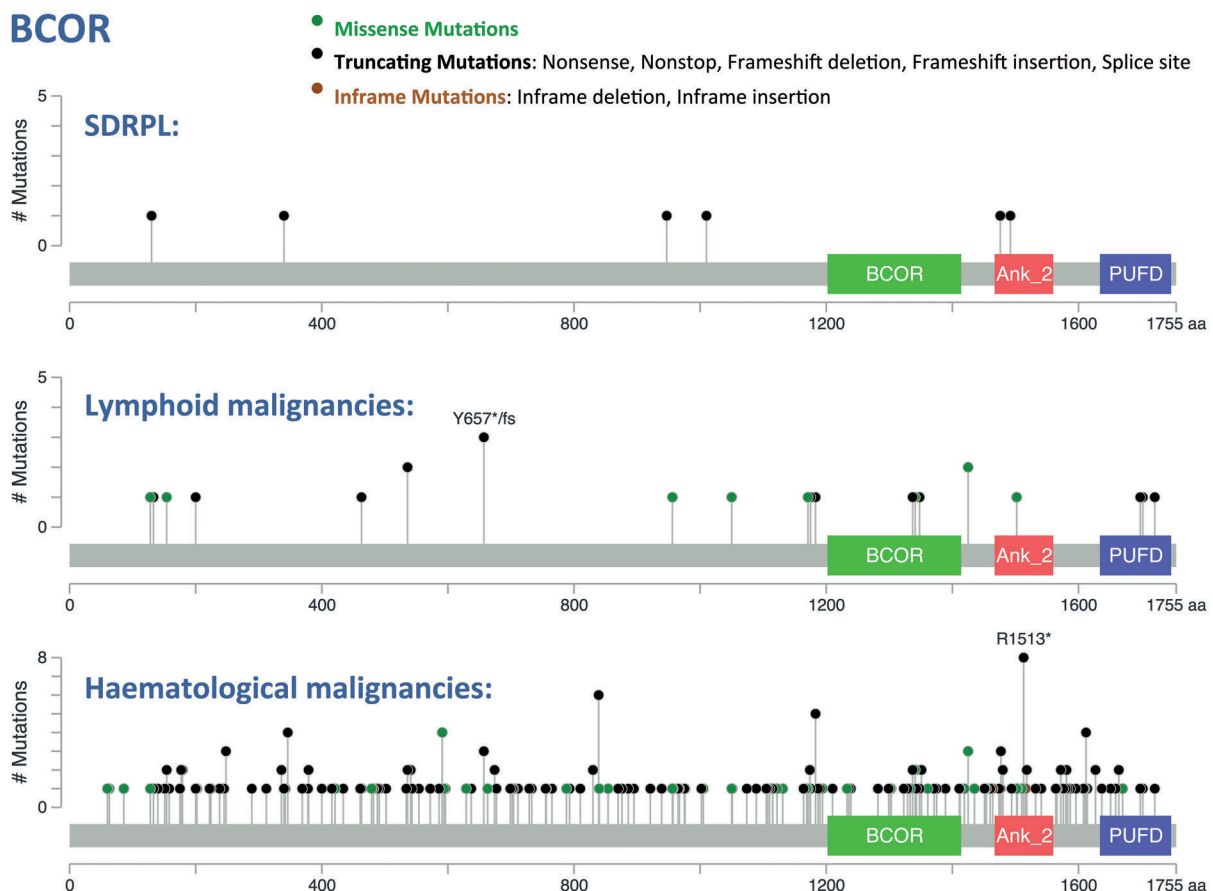 BCOR
Missense Mutations
Truncating Mutations: Nonsense, Nonstop, Frameshift deletion, Frameshift insertion, Splice site
Inframe Mutations: Inframe deletion, Inframe insertion
SDRPL:
# Mutations
5
0
BCOR
Ank_2
PUFD
0
400
800
1200
1600
1755 aa
Lymphoid malignancies:
# Mutations
5
0
Y657*/fs
BCOR
Ank_2
PUFD
0
400
800
1200
1600
1755 aa
Haematological malignancies:
# Mutations
8
0
R1513*
BCOR
Ank_2
PUFD
0
400
800
1200
1600
1755 aa